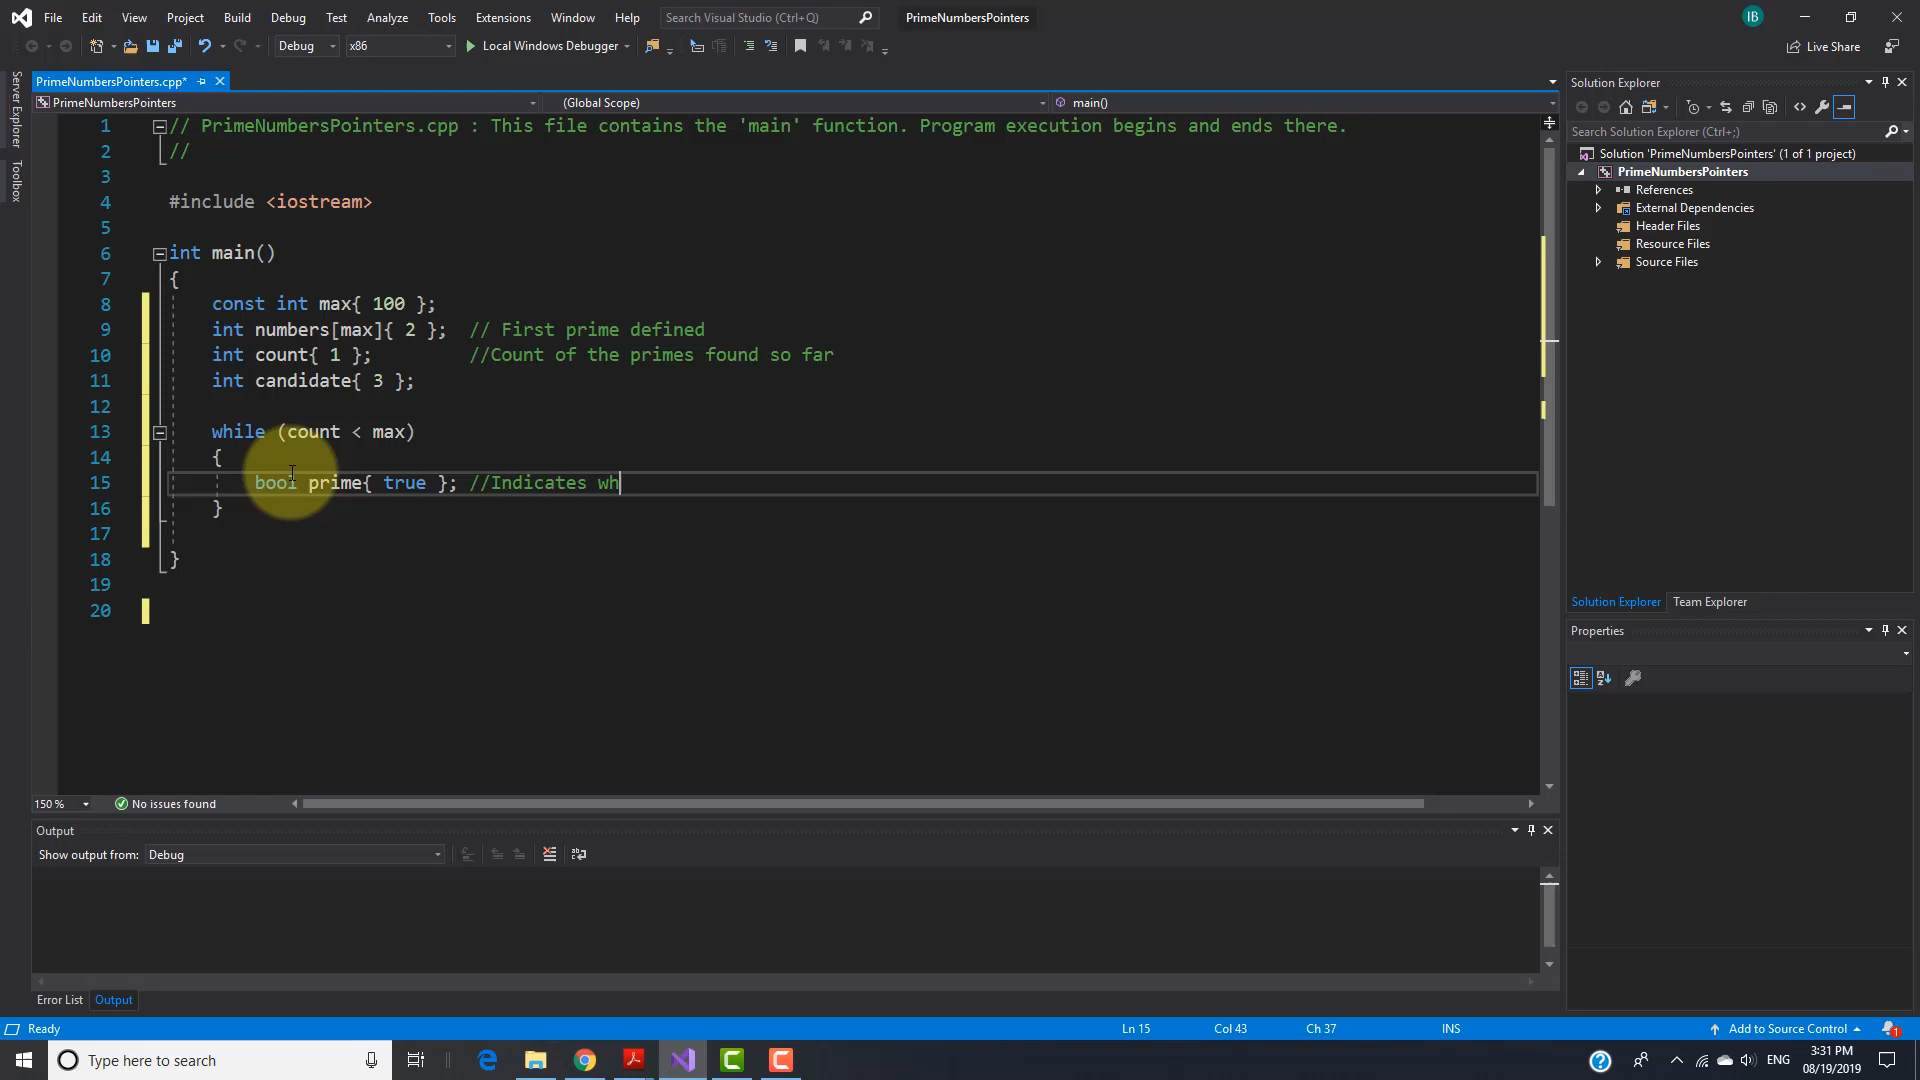 File Edit View Project Build Debug Test Analyze Tools Extensions Window Help Search Visual Studio (Ctrl+Q) PrimeNumbersPointers IB
Debug x86 Local Windows Debugger Live Share
Server Explorer
Toolbox
PrimeNumbersPointers.cpp*
PrimeNumbersPointers (Global Scope) main()
1 // PrimeNumbersPointers.cpp : This file contains the 'main' function. Program execution begins and ends there.
2 //
3
4 #include <iostream>
5
6 int main()
7 {
8 const int max{ 100 };
9 int numbers[max]{ 2 }; // First prime defined
10 int count{ 1 }; //Count of the primes found so far
11 int candidate{ 3 };
12
13 while (count < max)
14 {
15 bool prime{ true }; //Indicates wh
16 }
17
18 }
19
20
150 % No issues found
Output
Show output from: Debug
Error List Output
Solution Explorer
Search Solution Explorer (Ctrl+;)
Solution 'PrimeNumbersPointers' (1 of 1 project)
PrimeNumbersPointers
References
External Dependencies
Header Files
Resource Files
Source Files
Solution Explorer Team Explorer
Properties
Ready Ln 15 Col 43 Ch 37 INS Add to Source Control 1
Type here to search
ENG 3:31 PM
08/19/2019